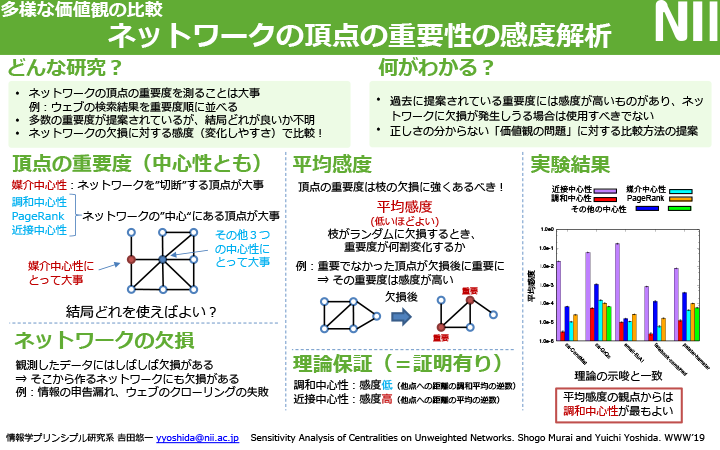 多様な価値観の比較
ネットワークの頂点の重要性の感度解析
NII
どんな研究？
• ネットワークの頂点の重要度を測ることは大事
例：ウェブの検索結果を重要度順に並べる
• 多数の重要度が提案されているが、結局どれが良いか不明
• ネットワークの欠損に対する感度（変化しやすさ）で比較！
何がわかる？
• 過去に提案されている重要度には感度が高いものがあり、ネッ
トワークに欠損が発生しうる場合は使用すべきでない
• 正しさの分からない「価値観の問題」に対する比較方法の提案
頂点の重要度（中心性とも）
媒介中心性：ネットワークを”切断”する頂点が大事
調和中心性
PageRank
近接中心性
ネットワークの”中心”にある頂点が大事
媒介中心性に
とって大事
その他３つ
の中心性に
とって大事
結局どれを使えばよい？
ネットワークの欠損
観測したデータにはしばしば欠損がある
⇒ そこから作るネットワークにも欠損がある
例：情報の申告漏れ、ウェブのクローリングの失敗
平均感度
頂点の重要度は枝の欠損に強くあるべき！
平均感度
(低いほどよい)
枝がランダムに欠損するとき、
重要度が何割変化するか
例：重要でなかった頂点が欠損後に重要に
⇒ その重要度は感度が高い
欠損後
重要
重要
理論保証（＝証明有り）
調和中心性：感度低（他点への距離の調和平均の逆数）
近接中心性：感度高（他点への距離の平均の逆数）
実験結果
近接中心性
媒介中心性
調和中心性
PageRank
その他の中心性
平均感度
1.0e0
1.0e-1
1.0e-2
1.0e-3
1.0e-4
1.0e-5
1.0e-6
ca-GrQc
理論の示唆と一致
平均感度の観点からは
調和中心性が最もよい
情報学プリンシプル研究系 吉田悠一 yyoshida@nii.ac.jp
Sensitivity Analysis of Centralities on Unweighted Networks. Shogo Murai and Yuichi Yoshida. WWW’19